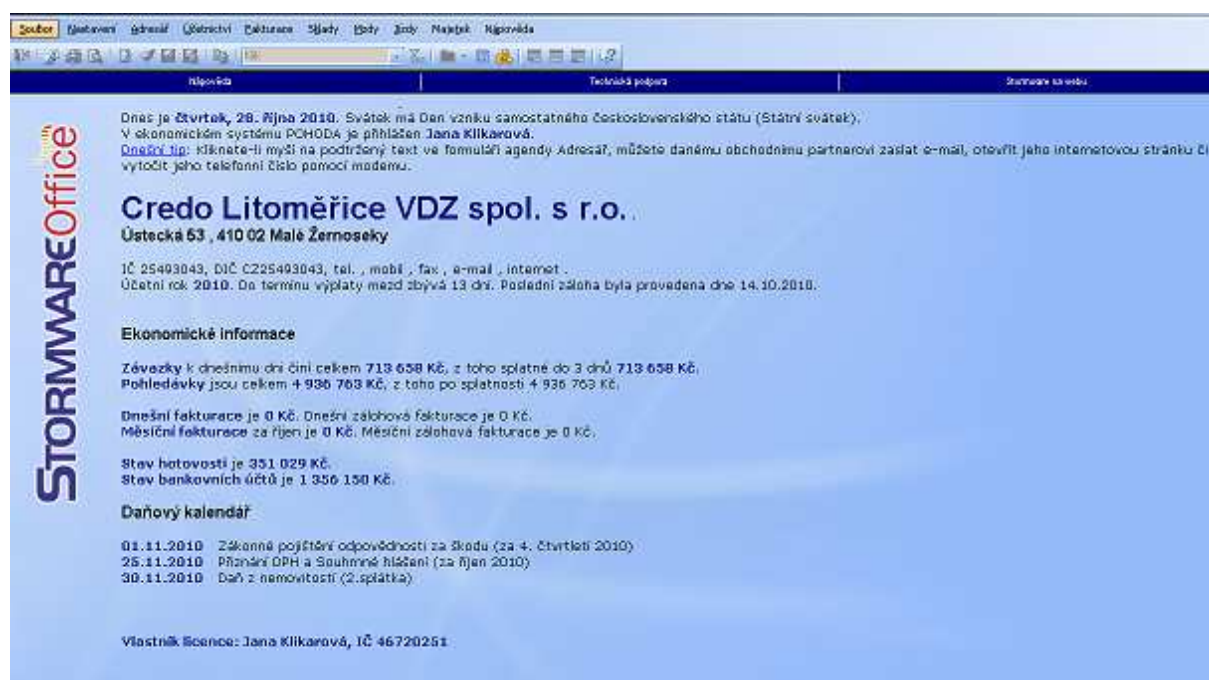 Soubor Nastavení Adresář Účetnictví Fakturace Sklady Mzdy Jízdy Majetek Nápověda
Nápověda Technická podpora Stormware na webu
Dnes je čtvrtek, 28. října 2010. Svátek má Den vzniku samostatného československého státu (Státní svátek).
V ekonomickém systému POHODA je přihlášen Jana Klikarová.
Dnešní tip: Kliknete-li myší na podtržený text ve formuláři agendy Adresář, můžete danému obchodnímu partnerovi zaslat e-mail, otevřít jeho internetovou stránku či
vytočit jeho telefonní číslo pomocí modemu.
Credo Litoměřice VDZ spol. s r.o.
Ústecká 53 , 410 02 Malé Žernoseky
IČ 25493043, DIČ CZ25493043, tel. , mobil , fax , e-mail , internet .
Účetní rok 2010. Do termínu výplaty mezd zbývá 13 dní. Poslední záloha byla provedena dne 14.10.2010.
Ekonomické informace
Závazky k dnešnímu dni činí celkem 713 658 Kč, z toho splatné do 3 dnů 713 658 Kč.
Pohledávky jsou celkem 4 936 763 Kč, z toho po splatnosti 4 936 763 Kč.
Dnešní fakturace je 0 Kč. Dnešní zálohová fakturace je 0 Kč.
Měsíční fakturace za říjen je 0 Kč. Měsíční zálohová fakturace je 0 Kč.
Stav hotovosti je 351 029 Kč.
Stav bankovních účtů je 1 356 150 Kč.
Daňový kalendář
01.11.2010 Zákonné pojištění odpovědnosti za škodu (za 4. čtvrtletí 2010)
25.11.2010 Přiznání DPH a Souhrnné hlášení (za říjen 2010)
30.11.2010 Daň z nemovitostí (2.splátka)
Vlastník licence: Jana Klikarová, IČ 46720251
STORMWAREOffice